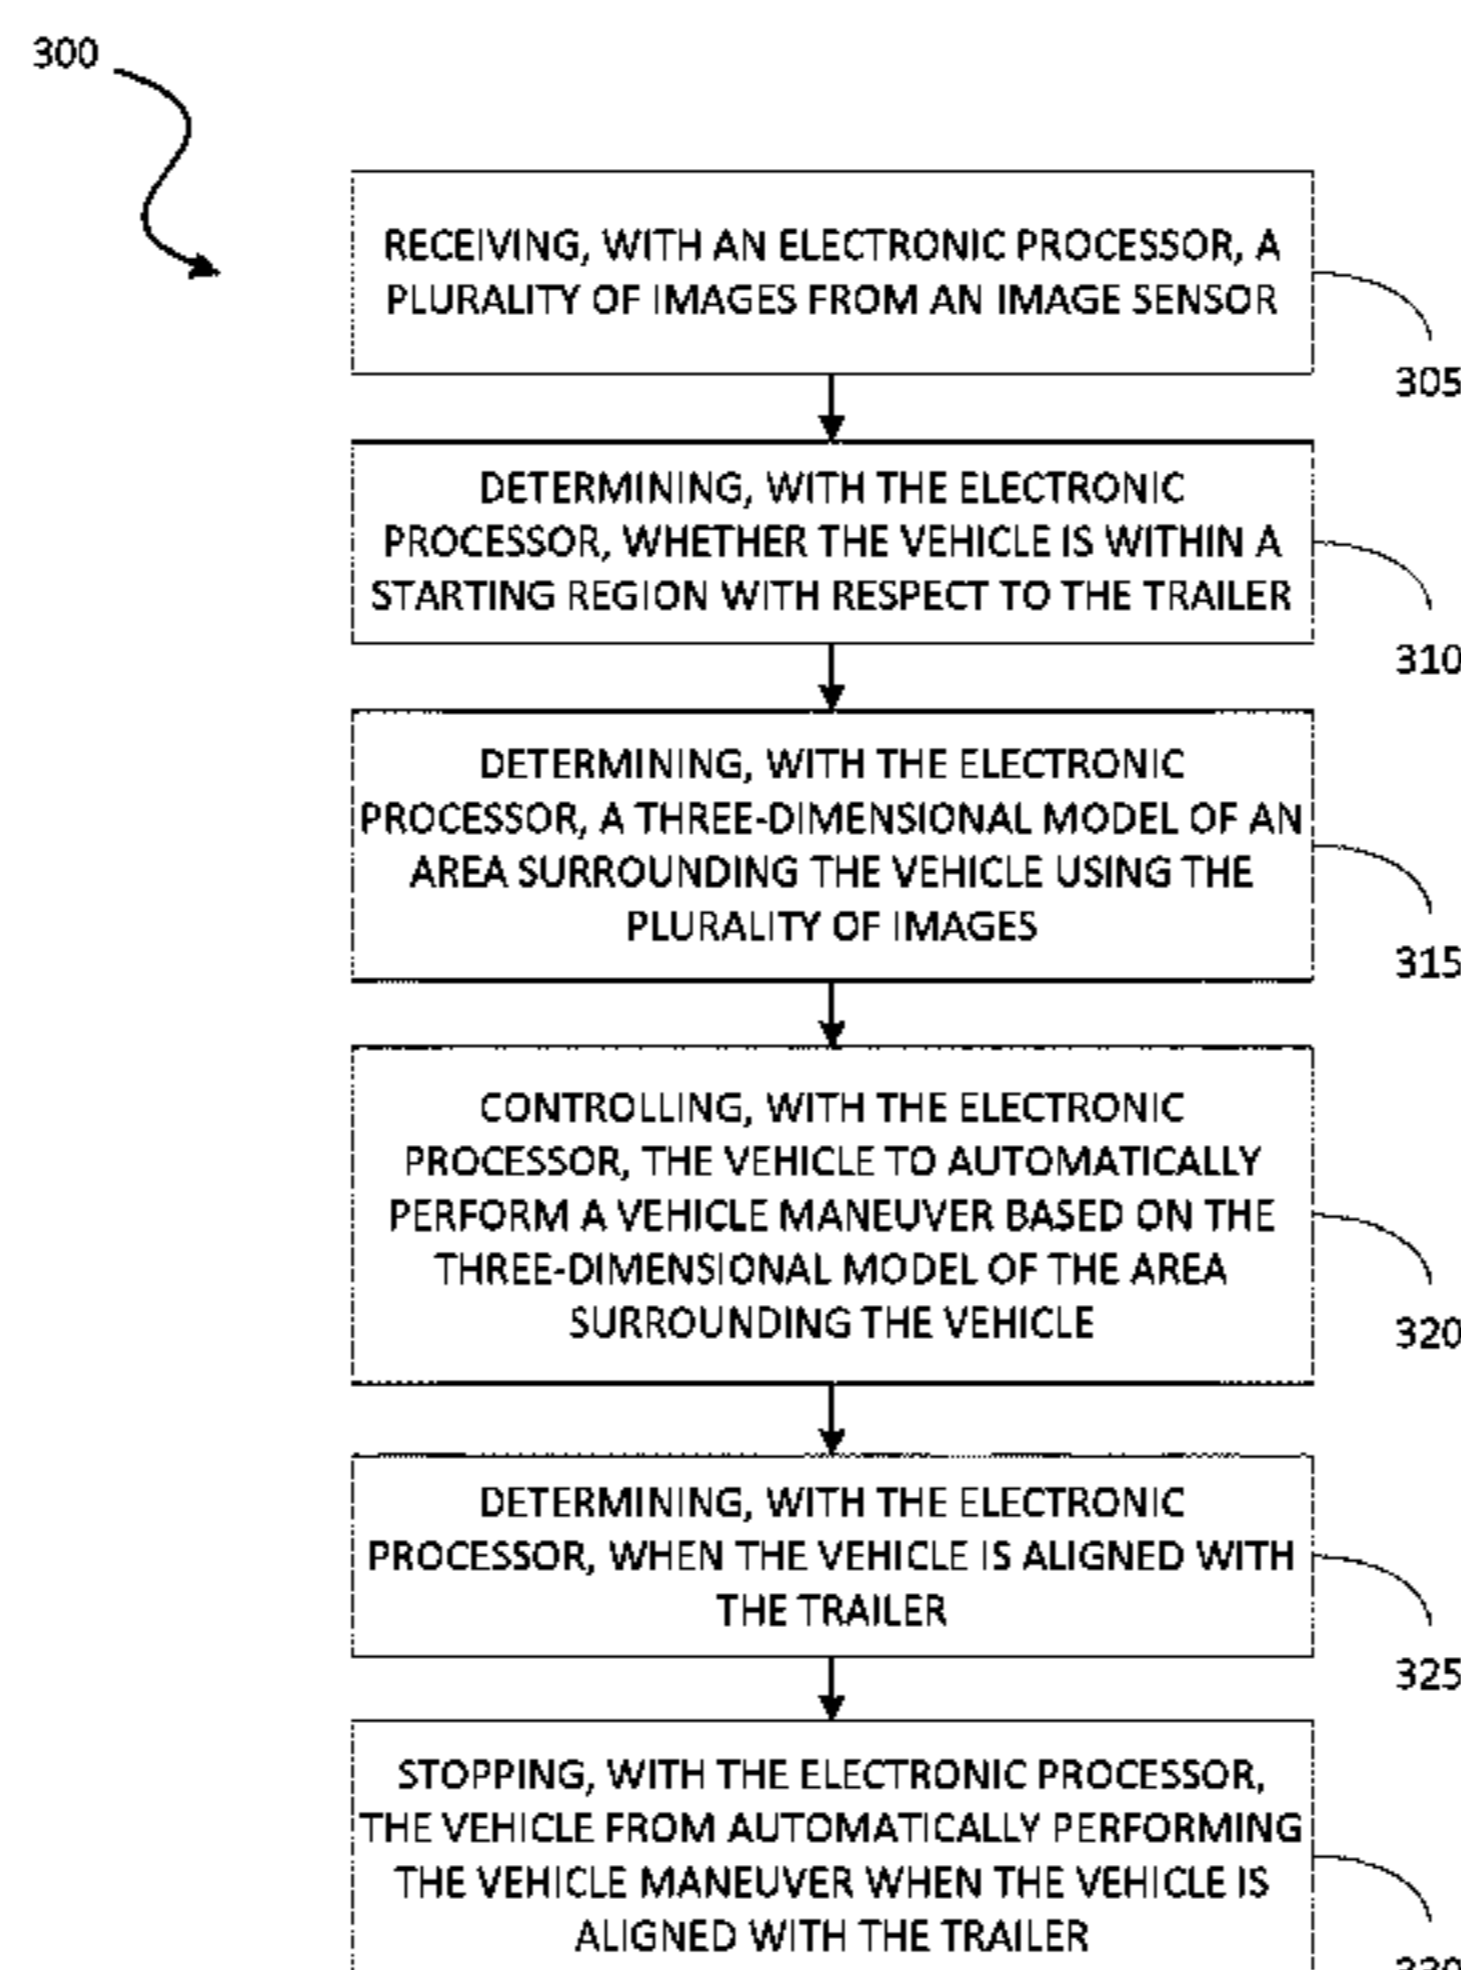 300
RECEIVING, WITH AN ELECTRONIC PROCESSOR, A
PLURALITY OF IMAGES FROM AN IMAGE SENSOR
305
DETERMINING, WITH THE ELECTRONIC
PROCESSOR, WHETHER THE VEHICLE IS WITHIN A
STARTING REGION WITH RESPECT TO THE TRAILER
310
DETERMINING, WITH THE ELECTRONIC
PROCESSOR, A THREE-DIMENSIONAL MODEL OF AN
AREA SURROUNDING THE VEHICLE USING THE
PLURALITY OF IMAGES
315
CONTROLLING, WITH THE ELECTRONIC
PROCESSOR, THE VEHICLE TO AUTOMATICALLY
PERFORM A VEHICLE MANEUVER BASED ON THE
THREE-DIMENSIONAL MODEL OF THE AREA
SURROUNDING THE VEHICLE
320
DETERMINING, WITH THE ELECTRONIC
PROCESSOR, WHEN THE VEHICLE IS ALIGNED WITH
THE TRAILER
325
STOPPING, WITH THE ELECTRONIC PROCESSOR,
THE VEHICLE FROM AUTOMATICALLY PERFORMING
THE VEHICLE MANEUVER WHEN THE VEHICLE IS
ALIGNED WITH THE TRAILER